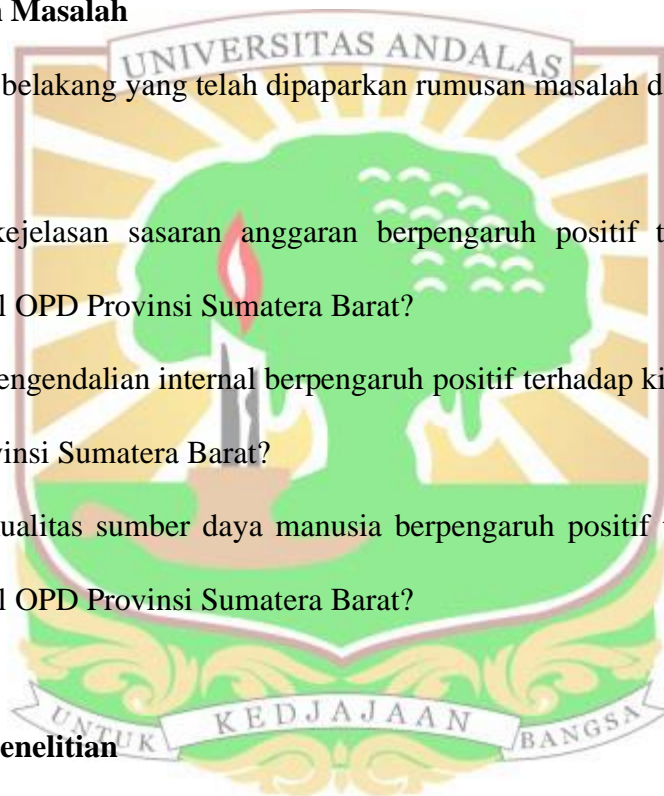 n Masalah
UNIVERSITAS ANDALAS
belakang yang telah dipaparkan rumusan masalah d
kejelasan sasaran anggaran berpengaruh positif t
l OPD Provinsi Sumatera Barat?
engendalian internal berpengaruh positif terhadap ki
vinsi Sumatera Barat?
ualitas sumber daya manusia berpengaruh positif t
l OPD Provinsi Sumatera Barat?
UNTUK KEDJAJAAN BANGSA
enelitian